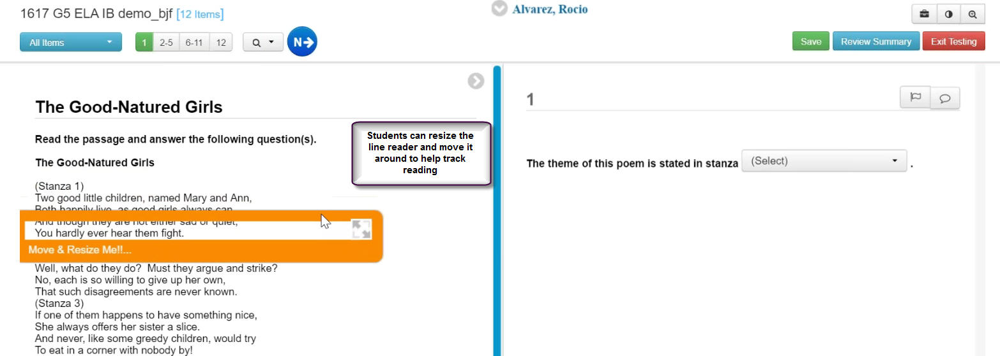 1617 G5 ELA IB demo_bjf [12 Items]
Alvarez, Rocio
All Items
1
2-5
6-11
12
N
Save
Review Summary
Exit Testing
The Good-Natured Girls
Read the passage and answer the following question(s).
The Good-Natured Girls
(Stanza 1)
Two good little children, named Mary and Ann,
Both happily live, as good girls always can.
And though they are not either sad or quiet,
You hardly ever hear them fight.
Move & Resize Me!!...
Well, what do they do?  Must they argue and strike?
No, each is so willing to give up her own,
That such disagreements are never known.
(Stanza 3)
If one of them happens to have something nice,
She always offers her sister a slice.
And never, like some greedy children, would try
To eat in a corner with nobody by!
Students can resize the
line reader and move it
around to help track
reading
1
The theme of this poem is stated in stanza (Select) .